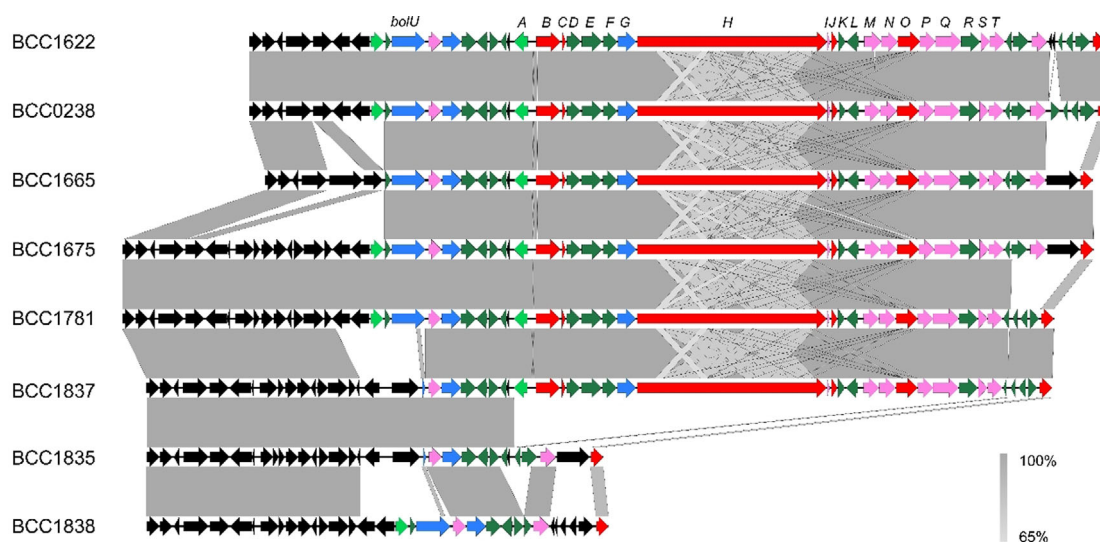 bolU A B C D E F G H I J K L M N O P Q R S T
BCC1622
BCC0238
BCC1665
BCC1675
BCC1781
BCC1837
BCC1835
100%
BCC1838
65%